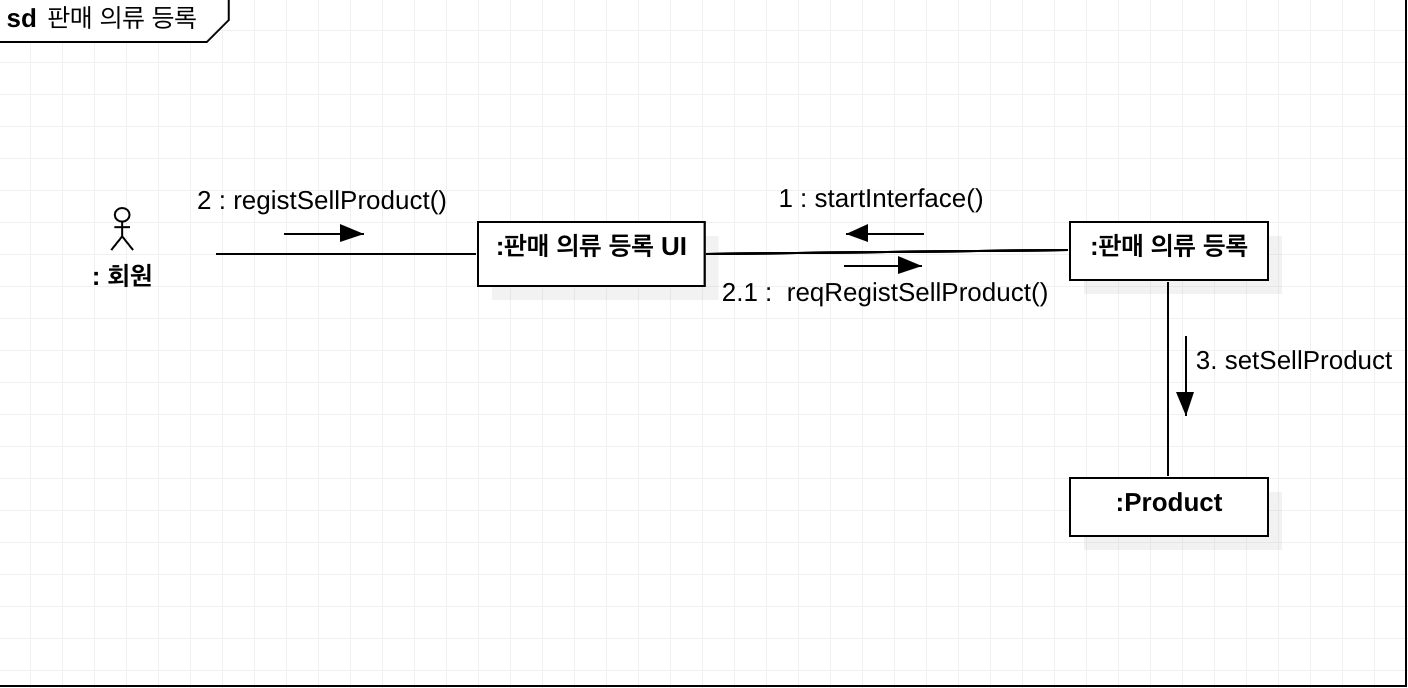 sd 판매 의류 등록
2 : registSellProduct()
1 : startInterface()
: 회원
:판매 의류 등록 UI
:판매 의류 등록
2.1 :  reqRegistSellProduct()
3. setSellProduct
:Product